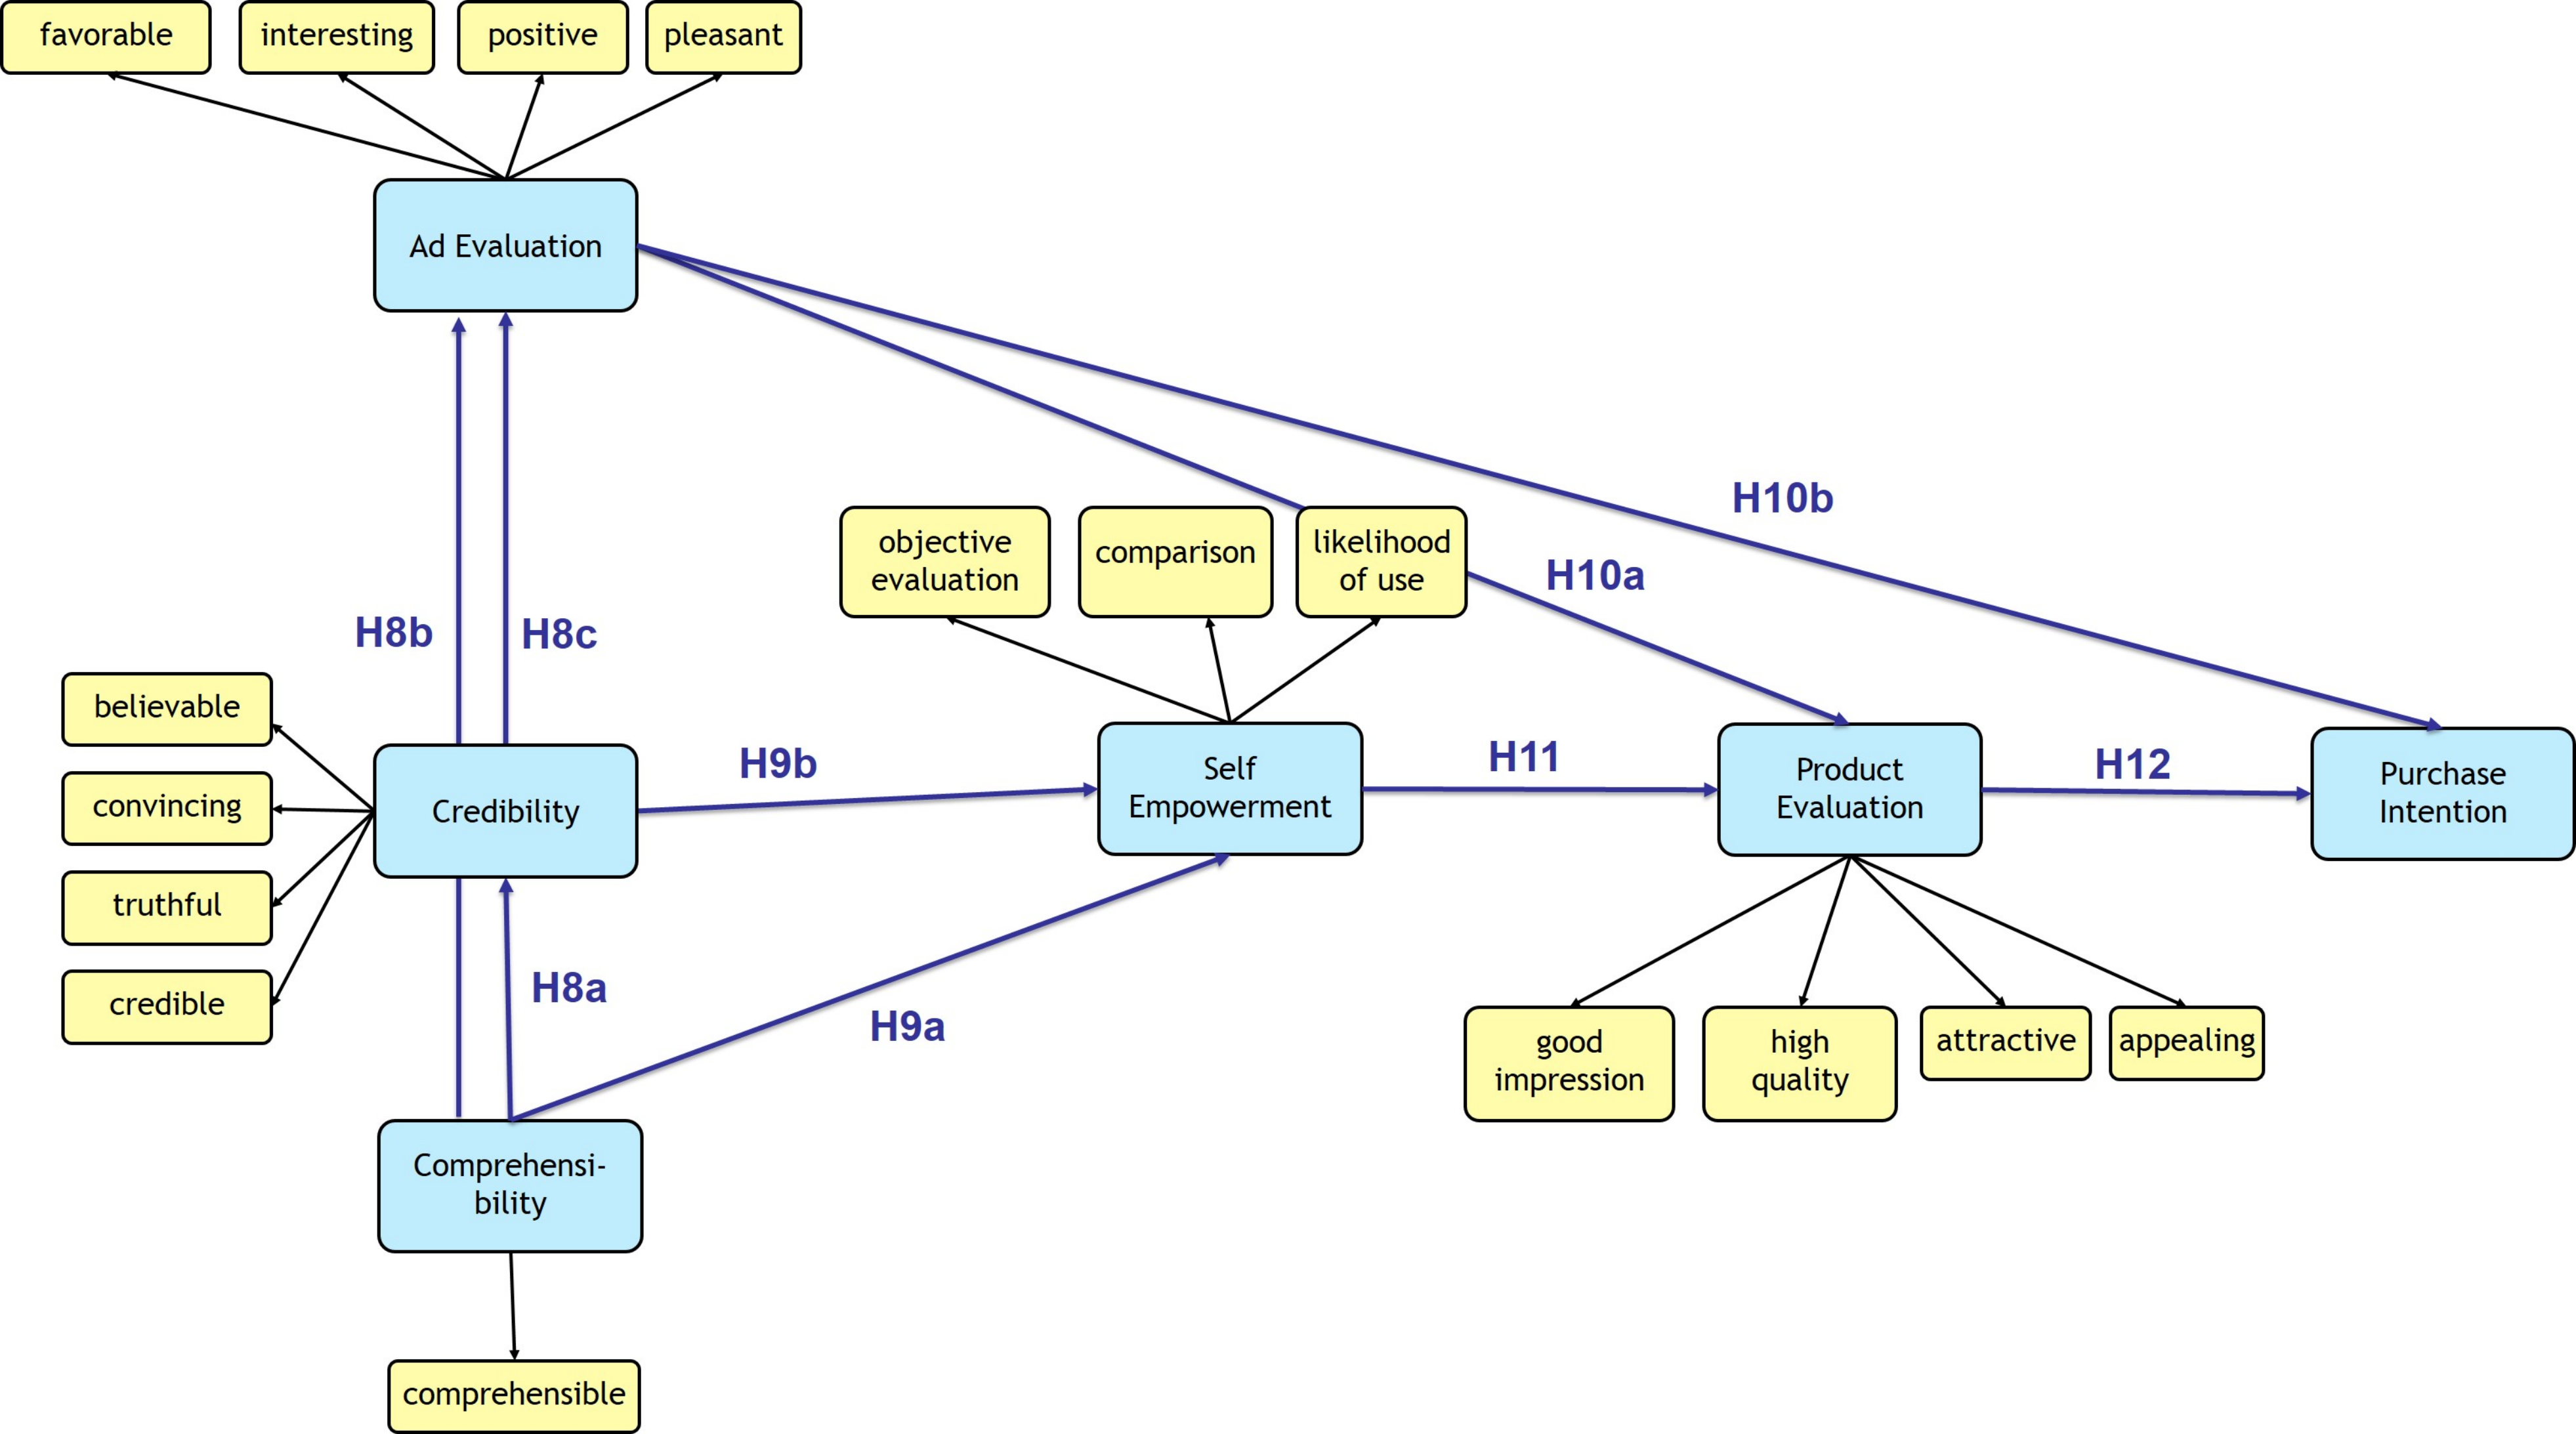 favorable
interesting
positive
pleasant
Ad Evaluation
H10b
objective
evaluation
comparison
likelihood
of use
H10a
H8b
H8c
believable
convincing
truthful
credible
Credibility
H9b
Self
Empowerment
H11
Product
Evaluation
H12
Purchase
Intention
H8a
H9a
good
impression
high
quality
attractive
appealing
Comprehensi-
bility
comprehensible